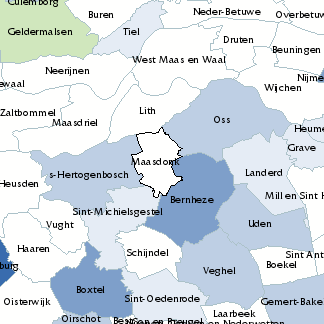 Culemborg
Buren
Neder-Betuwe
Overbetuw
Geldermalsen
Tiel
Druten
Beuningen
West Maas en Waal
Neerijnen
Nijme
ewaal
Wijchen
Zaltbommel
Lith
Maasdriel
Oss
Heume
Grave
Maasdonk
s-Hertogenbosch
Landerd
Heusden
Bernheze
Mill en Sint H
Sint-Michielsgestel
Vught
Uden
Haaren
Schijndel
Sint Ant
burg
Veghel
Boekel
Boxtel
Oisterwijk
Sint-Oedenrode
Gemert-Bake
Laarbeek
Oirschot